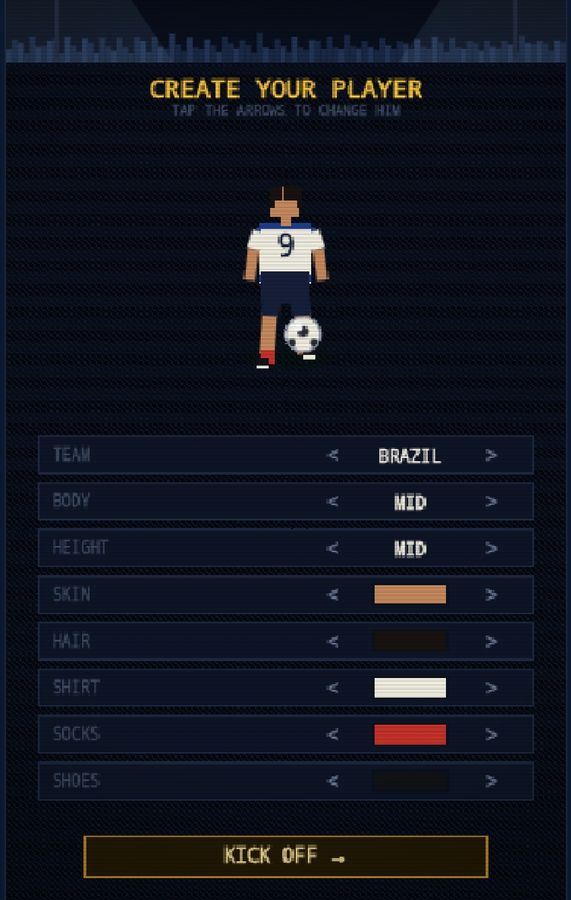 CREATE YOUR PLAYER
TAP THE ARROWS TO CHANGE HIM
9
TEAM < BRAZIL >
BODY < MID >
HEIGHT < MID >
SKIN < >
HAIR < >
SHIRT < >
SOCKS < >
SHOES < >
KICK OFF →